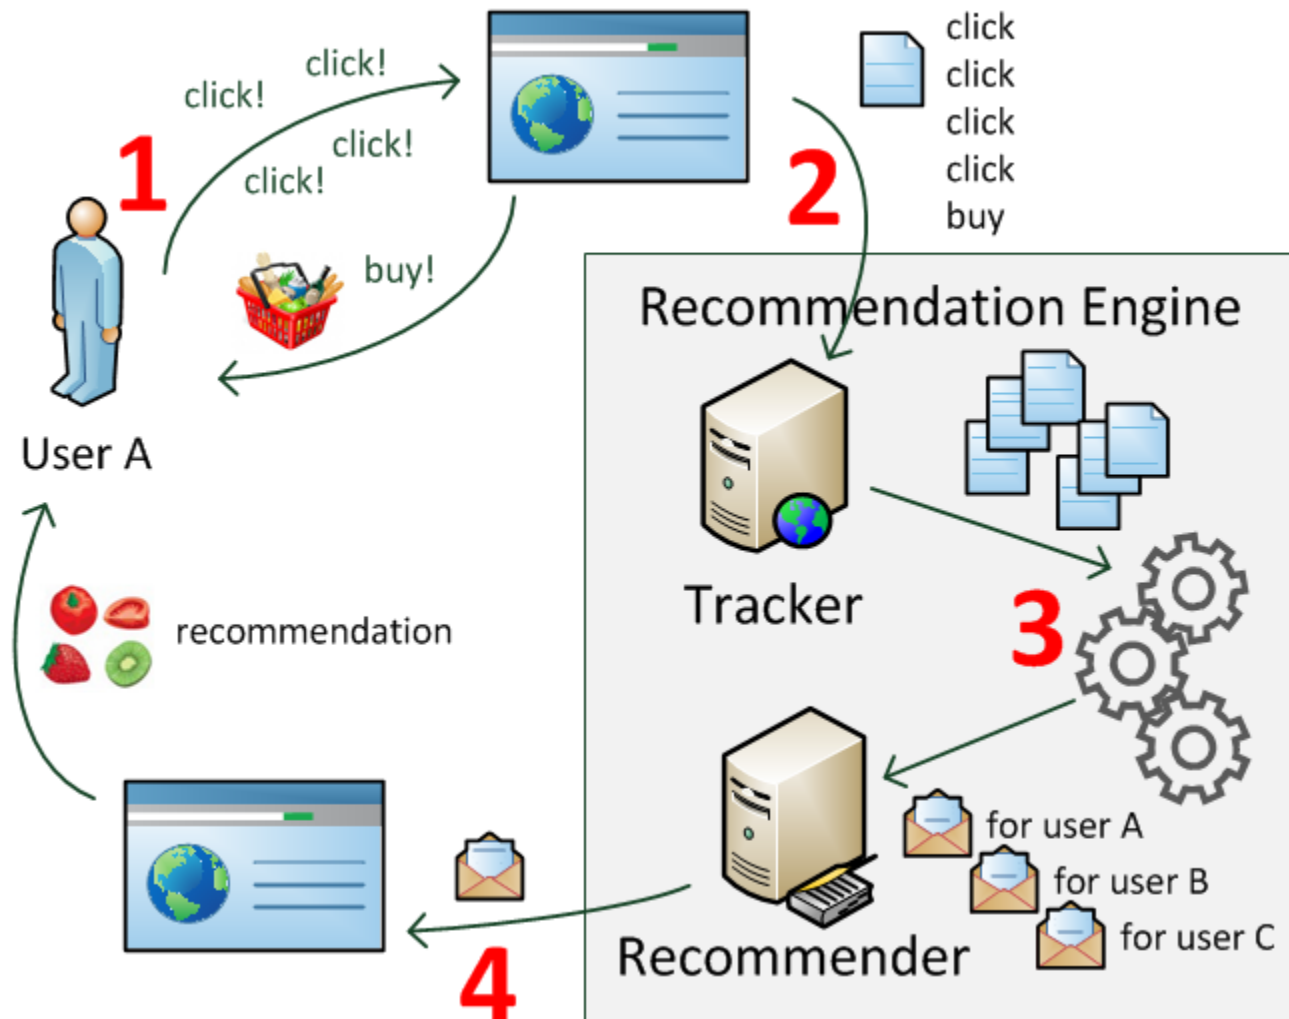 click!
click!
click!
click!
1
buy!
User A
2
click
click
click
click
buy
Recommendation Engine
Tracker
3
Recommender
for user A
for user B
for user C
4
recommendation